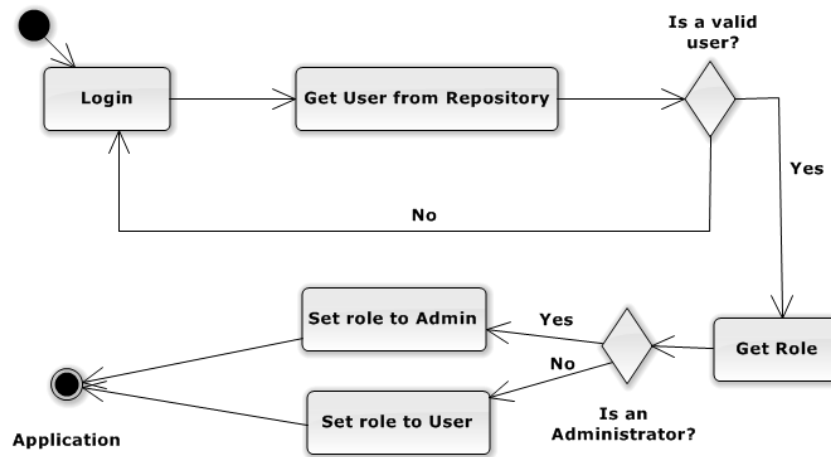 Is a valid
user?
Login
Get User from Repository
Yes
No
Set role to Admin
Yes
Get Role
No
Set role to User
Is an
Administrator?
Application